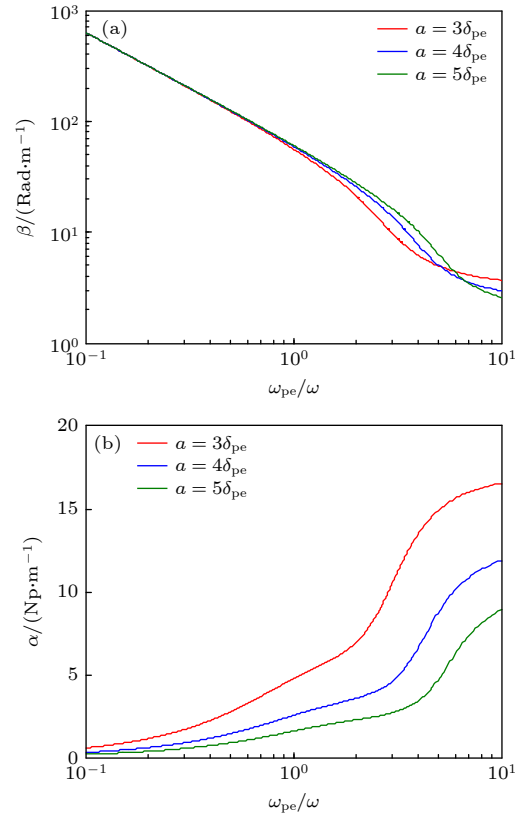 (a)
a = 3δpe
a = 4δpe
a = 5δpe
10³
10²
10¹
10⁰
β/(Rad·m⁻¹)
10⁻¹ 10⁰ 10¹
ωpe/ω
(b)
a = 3δpe
a = 4δpe
a = 5δpe
20
15
10
5
0
α/(Np·m⁻¹)
10⁻¹ 10⁰ 10¹
ωpe/ω